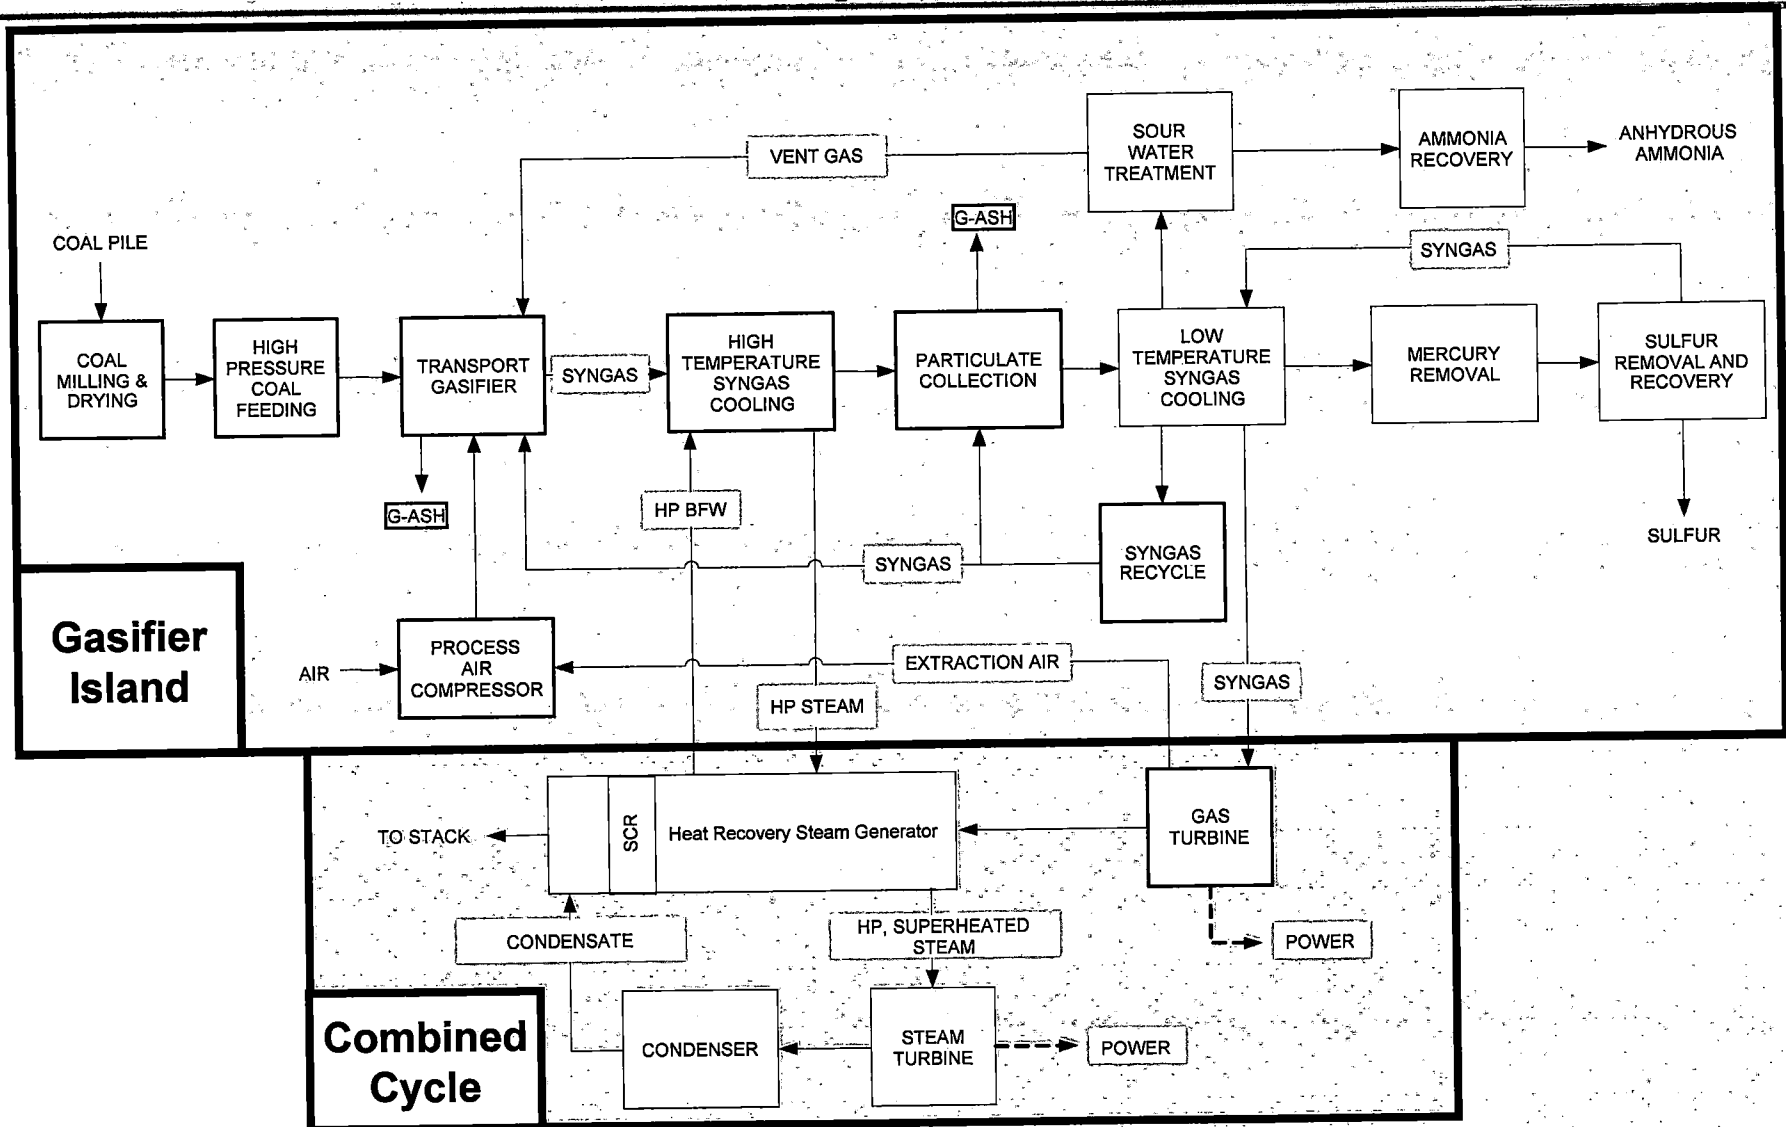 SOUR
WATER
TREATMENT
AMMONIA
RECOVERY
ANHYDROUS
AMMONIA
VENT GAS
G-ASH
COAL PILE
SYNGAS
COAL
MILLING &
DRYING
HIGH
PRESSURE
COAL
FEEDING
TRANSPORT
GASIFIER
SYNGAS
HIGH
TEMPERATURE
SYNGAS
COOLING
PARTICULATE
COLLECTION
LOW
TEMPERATURE
SYNGAS
COOLING
MERCURY
REMOVAL
SULFUR
REMOVAL AND
RECOVERY
G-ASH
HP BFW
SYNGAS
SYNGAS
RECYCLE
SULFUR
Gasifier
Island
AIR
PROCESS
AIR
COMPRESSOR
EXTRACTION AIR
HP STEAM
SYNGAS
TO STACK
SCR
Heat Recovery Steam Generator
GAS
TURBINE
CONDENSATE
HP, SUPERHEATED
STEAM
POWER
Combined
Cycle
CONDENSER
STEAM
TURBINE
POWER